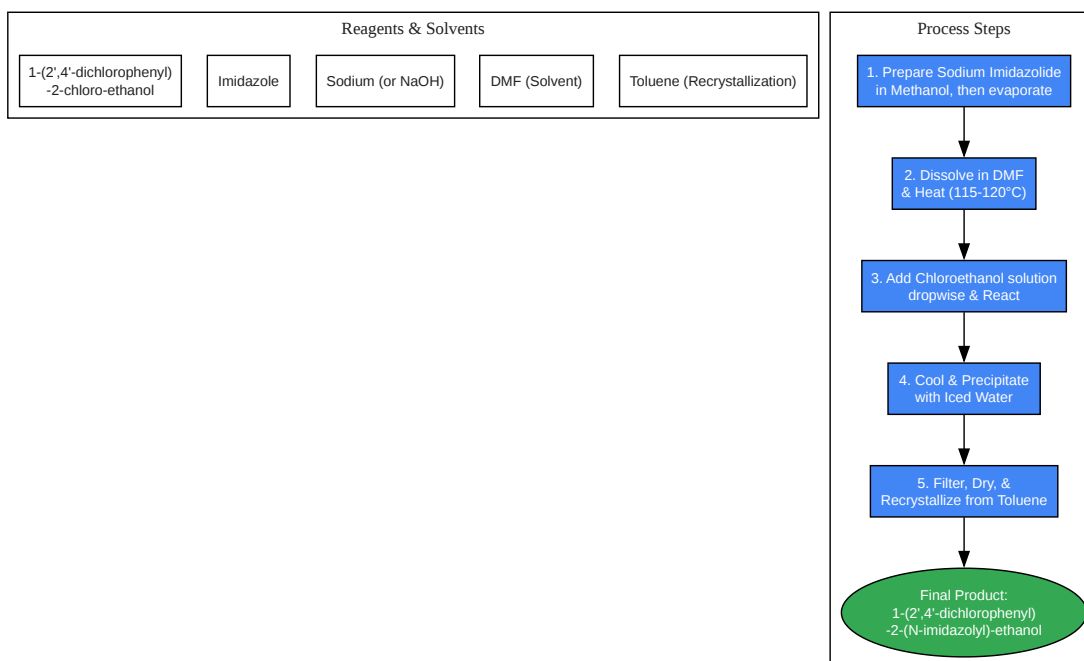 Reagents & Solvents
1-(2',4'-dichlorophenyl)
-2-chloro-ethanol
Imidazole
Sodium (or NaOH)
DMF (Solvent)
Toluene (Recrystallization)
Process Steps
1. Prepare Sodium Imidazolide
in Methanol, then evaporate
2. Dissolve in DMF
& Heat (115-120°C)
3. Add Chloroethanol solution
dropwise & React
4. Cool & Precipitate
with Iced Water
5. Filter, Dry, &
Recrystallize from Toluene
Final Product:
1-(2',4'-dichlorophenyl)
-2-(N-imidazolyl)-ethanol